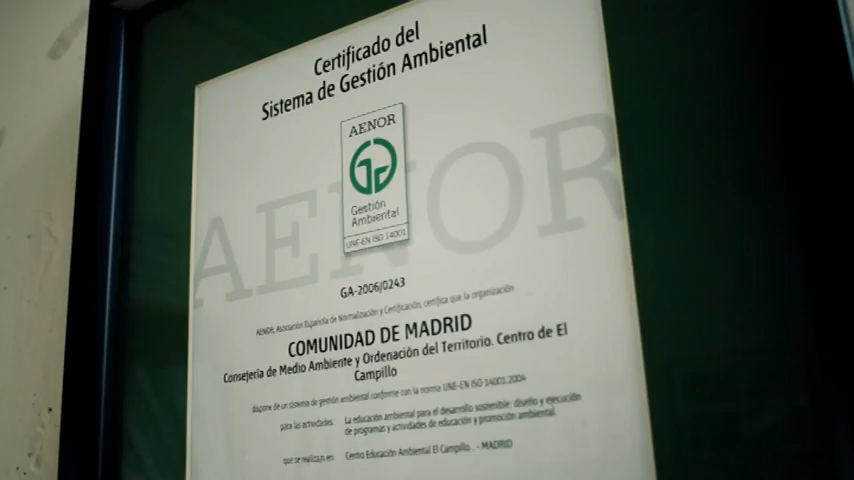 Certificado del
Sistema de Gestión Ambiental
AENOR
Gestión
Ambiental
UNE-EN ISO 14001
AENOR
GA-2006/0243
AENOR, Asociación Española de Normalización y Certificación, certifica que la organización
COMUNIDAD DE MADRID
Consejería de Medio Ambiente y Ordenación del Territorio. Centro de El
Campillo
dispone de un sistema de gestión ambiental conforme con la norma UNE-EN ISO 14001:2004
para las actividades: La educación ambiental para el desarrollo sostenible: diseño y ejecución
de programas y actividades de educación y promoción ambiental.
que se realizan en: Centro Educación Ambiental El Campillo. . - MADRID